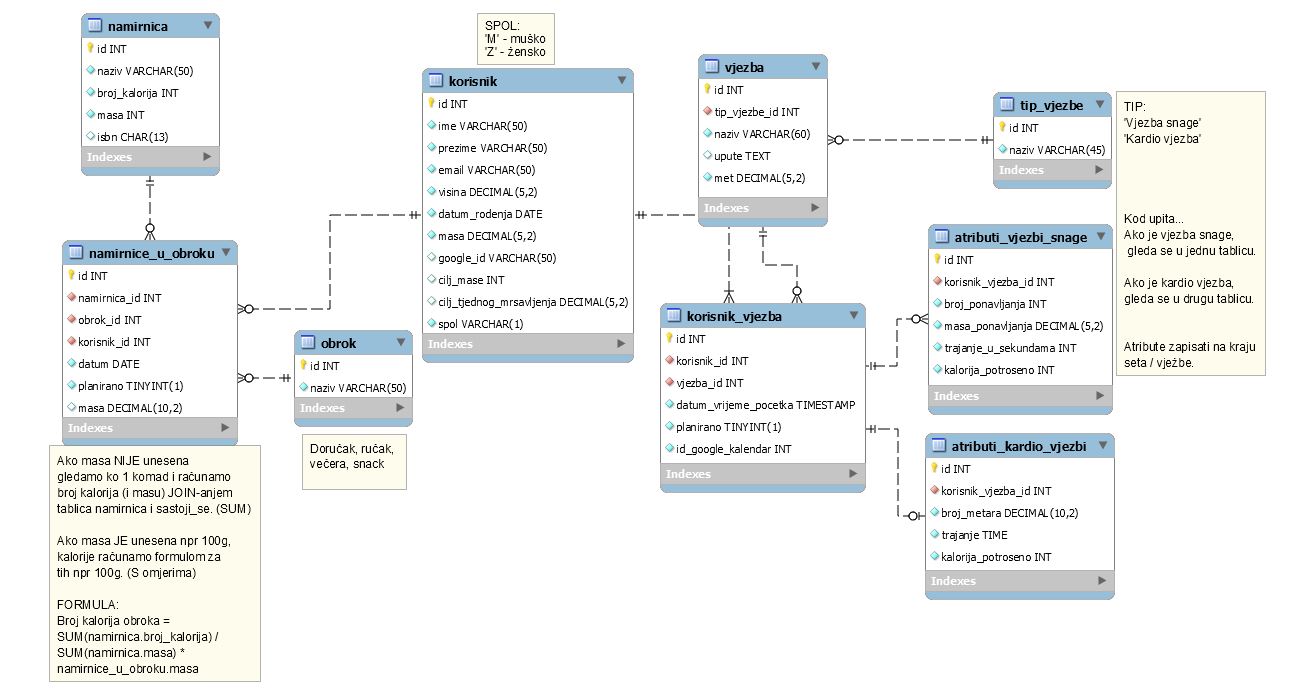 namirnica
id INT
naziv VARCHAR(50)
broj_kalorija INT
masa INT
isbn CHAR(13)
Indexes
SPOL:
'M' - muško
'Z' - žensko
korisnik
id INT
ime VARCHAR(50)
prezime VARCHAR(50)
email VARCHAR(50)
visina DECIMAL(5,2)
datum_rodenja DATE
masa DECIMAL(5,2)
google_id VARCHAR(50)
cilj_mase INT
cilj_tjednog_mrsavljenja DECIMAL(5,2)
spol VARCHAR(1)
Indexes
vjezba
id INT
tip_vjezbe_id INT
naziv VARCHAR(60)
upute TEXT
met DECIMAL(5,2)
Indexes
tip_vjezbe
id INT
naziv VARCHAR(45)
Indexes
TIP:
'Vjezba snage'
'Kardio vjezba'
Kod upita...
Ako je vjezba snage,
gleda se u jednu tablicu.
Ako je kardio vjezba,
gleda se u drugu tablicu.
Atribute zapisati na kraju
seta / vježbe.
namirnice_u_obroku
id INT
namirnica_id INT
obrok_id INT
korisnik_id INT
datum DATE
planirano TINYINT(1)
masa DECIMAL(10,2)
Indexes
obrok
id INT
naziv VARCHAR(50)
Indexes
Doručak, ručak,
večera, snack
korisnik_vjezba
id INT
korisnik_id INT
vjezba_id INT
datum_vrijeme_pocetka TIMESTAMP
planirano TINYINT(1)
id_google_kalendar INT
Indexes
atributi_vjezbi_snage
id INT
korisnik_vjezba_id INT
broj_ponavljanja INT
masa_ponavljanja DECIMAL(5,2)
trajanje_u_sekundama INT
kalorija_potroseno INT
Indexes
atributi_kardio_vjezbi
id INT
korisnik_vjezba_id INT
broj_metara DECIMAL(10,2)
trajanje TIME
kalorija_potroseno INT
Indexes
Ako masa NIJE unesena
gledamo ko 1 komad i računamo
broj kalorija (i masu) JOIN-anjem
tablica namirnica i sastoji_se. (SUM)
Ako masa JE unesena npr 100g,
kalorije računamo formulom za
tih npr 100g. (S omjerima)
FORMULA:
Broj kalorija obroka =
SUM(namirnica.broj_kalorija) /
SUM(namirnica.masa) *
namirnice_u_obroku.masa